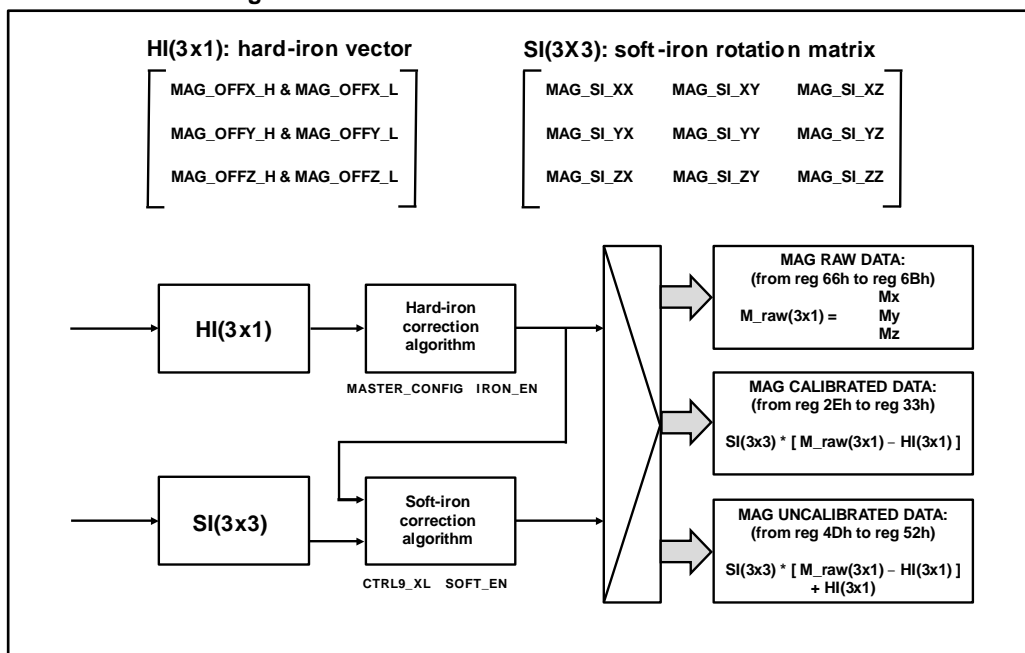 HI(3x1): hard-iron vector
MAG_OFFX_H & MAG_OFFX_L
MAG_OFFY_H & MAG_OFFY_L
MAG_OFFZ_H & MAG_OFFZ_L
SI(3X3): soft-iron rotation matrix
MAG_SI_XX MAG_SI_XY MAG_SI_XZ
MAG_SI_YX MAG_SI_YY MAG_SI_YZ
MAG_SI_ZX MAG_SI_ZY MAG_SI_ZZ
HI(3x1)
Hard-iron
correction
algorithm
MASTER_CONFIG IRON_EN
SI(3x3)
Soft-iron
correction
algorithm
CTRL9_XL SOFT_EN
MAG RAW DATA:
(from reg 66h to reg 6Bh)
Mx
M_raw(3x1) = My
Mz
MAG CALIBRATED DATA:
(from reg 2Eh to reg 33h)
SI(3x3) * [ M_raw(3x1) – HI(3x1) ]
MAG UNCALIBRATED DATA:
(from reg 4Dh to reg 52h)
SI(3x3) * [ M_raw(3x1) – HI(3x1) ]
+ HI(3x1)